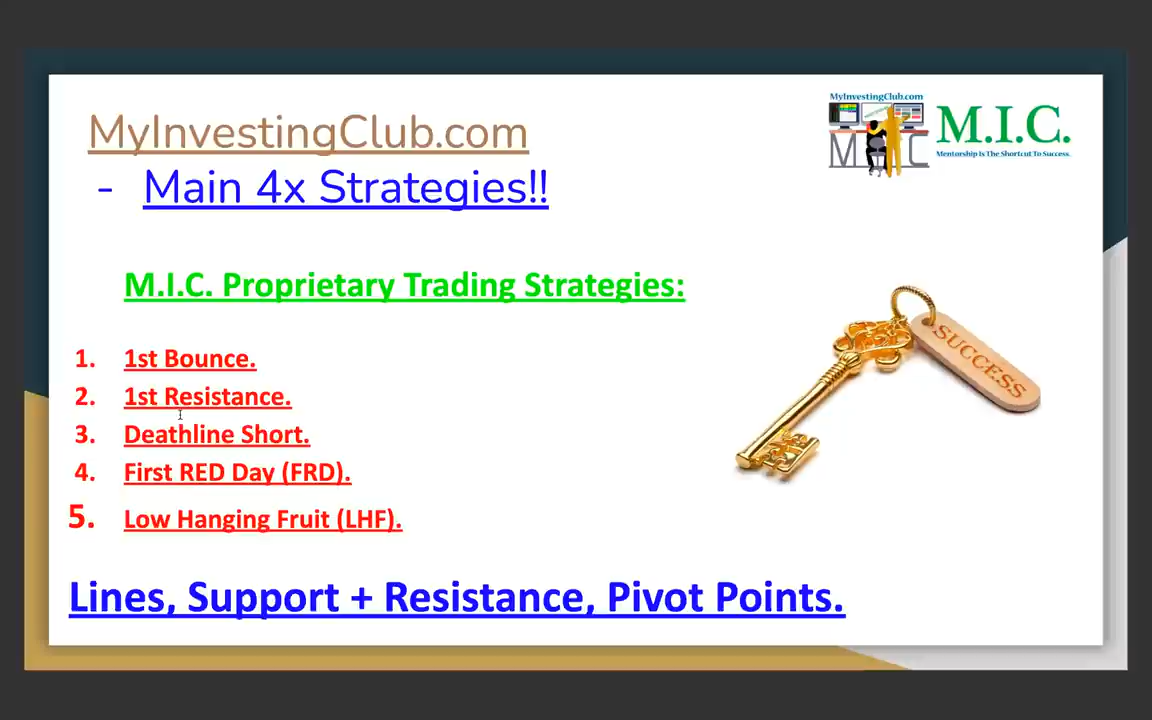 MyInvestingClub.com
- Main 4x Strategies!!
MyInvestingClub.com
M.I.C.
M.I.C.
Mentorship Is The Shortcut To Success.
M.I.C. Proprietary Trading Strategies:
1. 1st Bounce.
2. 1st Resistance.
3. Deathline Short.
4. First RED Day (FRD).
5. Low Hanging Fruit (LHF).
SUCCESS
Lines, Support + Resistance, Pivot Points.